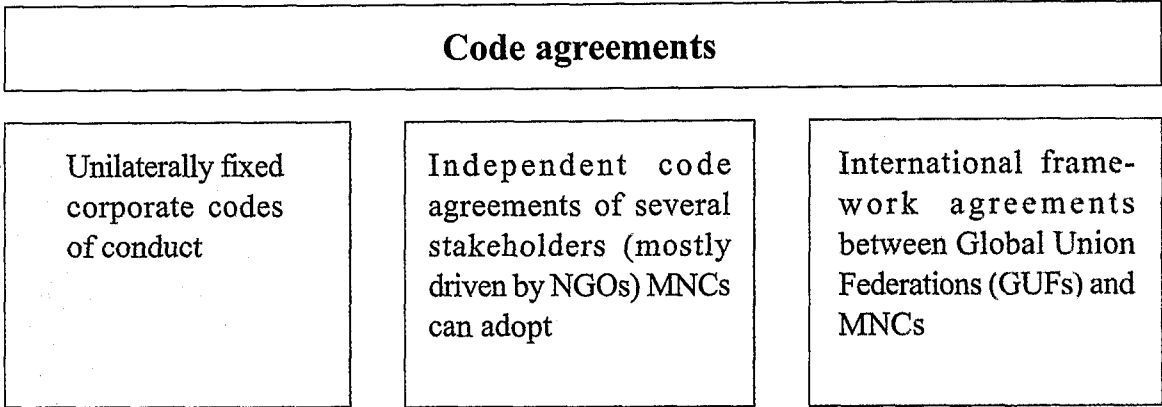 Code agreements
Unilaterally fixed
corporate codes
of conduct
Independent code
agreements of several
stakeholders (mostly
driven by NGOs) MNCs
can adopt
International frame-
work agreements
between Global Union
Federations (GUFs) and
MNCs